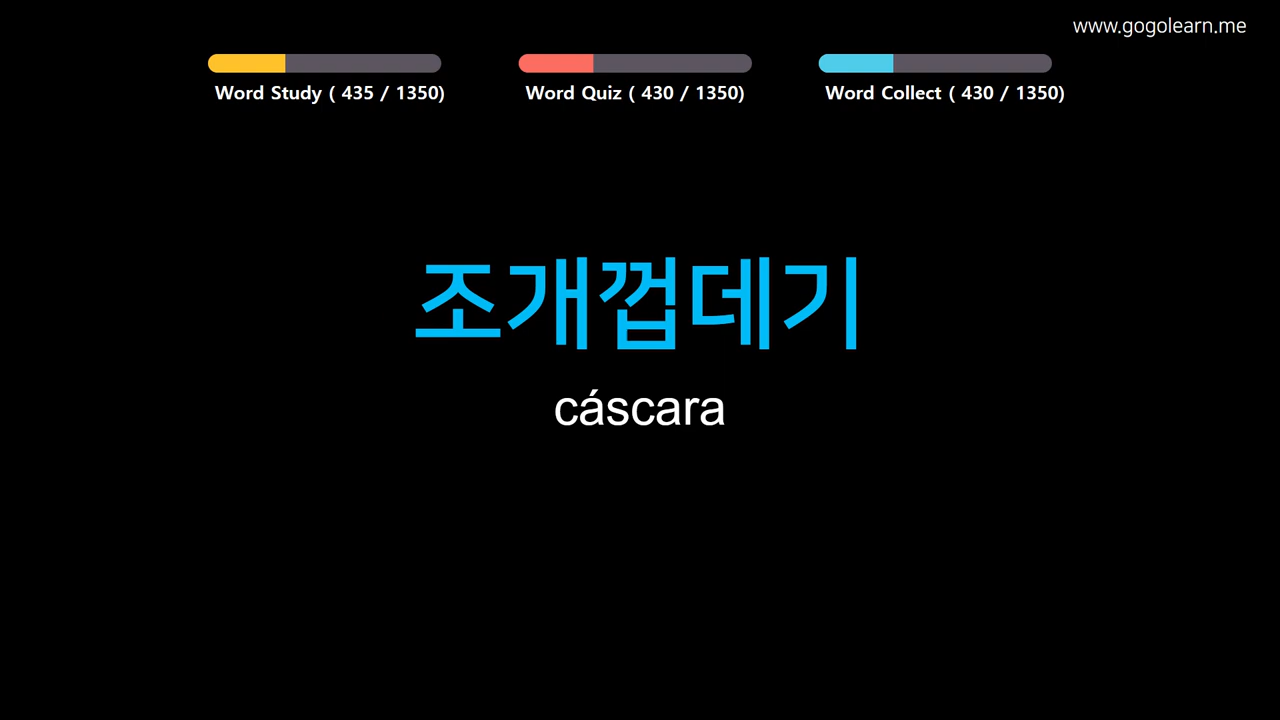 www.gogolearn.me
Word Study ( 435 / 1350)
Word Quiz ( 430 / 1350)
Word Collect ( 430 / 1350)
조개껍데기
cáscara